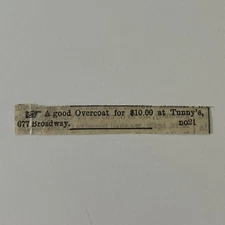 ☞ A good Overcoat for $10.00 at Tunny's,
677 Broadway. no21